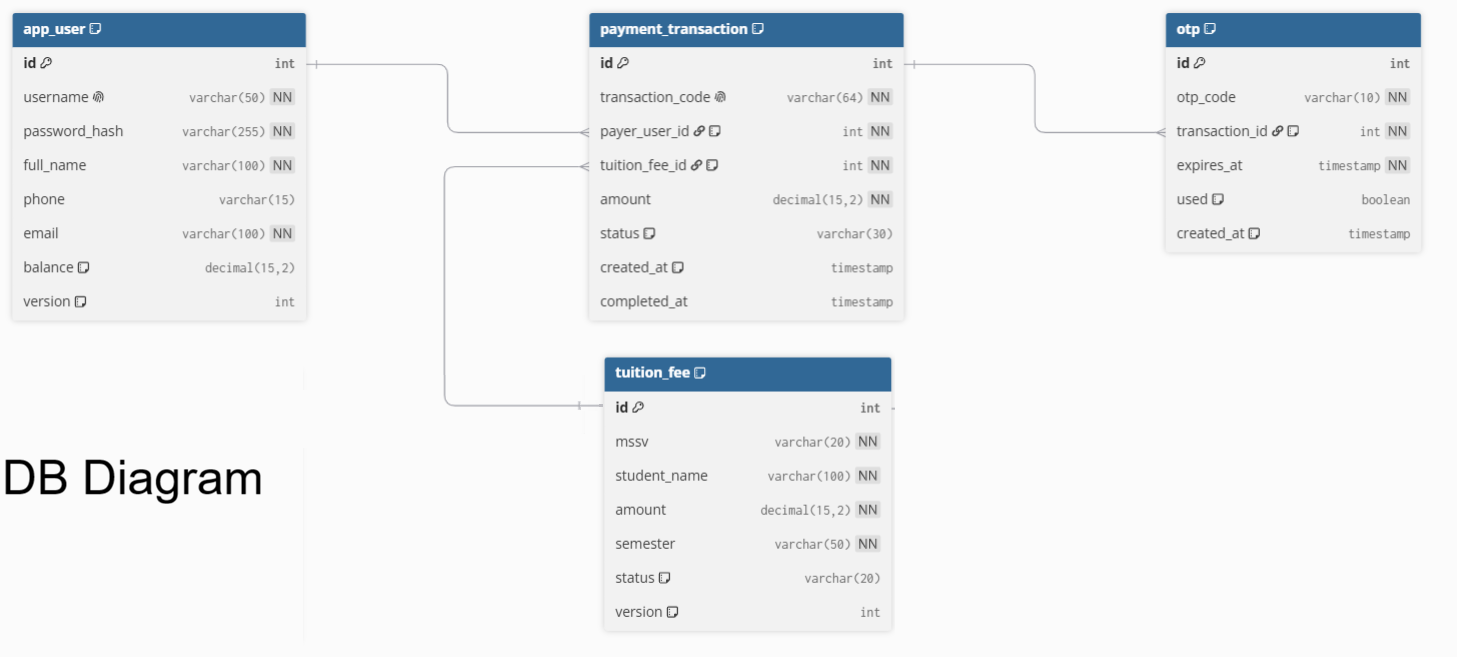 app_user
id int
username varchar(50) NN
password_hash varchar(255) NN
full_name varchar(100) NN
phone varchar(15)
email varchar(100) NN
balance decimal(15,2)
version int
payment_transaction
id int
transaction_code varchar(64) NN
payer_user_id int NN
tuition_fee_id int NN
amount decimal(15,2) NN
status varchar(30)
created_at timestamp
completed_at timestamp
otp
id int
otp_code varchar(10) NN
transaction_id int NN
expires_at timestamp NN
used boolean
created_at timestamp
tuition_fee
id int
mssv varchar(20) NN
student_name varchar(100) NN
amount decimal(15,2) NN
semester varchar(50) NN
status varchar(20)
version int
DB Diagram